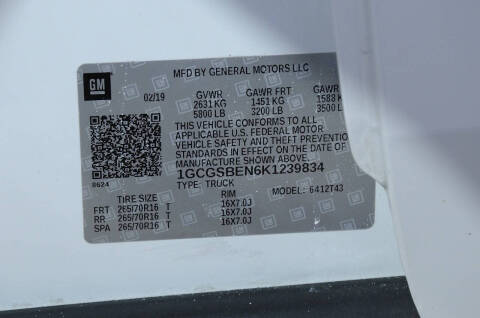 GM
MFD BY GENERAL MOTORS LLC
02/19 GVWR GAWR FRT GAWR
2631 KG 1451 KG 1588 K
5800 LB 3200 LB 3500 L
THIS VEHICLE CONFORMS TO ALL
APPLICABLE U.S. FEDERAL MOTOR
VEHICLE SAFETY AND THEFT PREVENTIO
STANDARDS IN EFFECT ON THE DATE OF
MANUFACTURE SHOWN ABOVE.
8624 1GCGSBEN6K1239834
TYPE: TRUCK MODEL: 6412T43
TIRE SIZE RIM
FRT 265/70R16 T 16X7.0J
RR 265/70R16 T 16X7.0J
SPA 265/70R16 T 16X7.0J